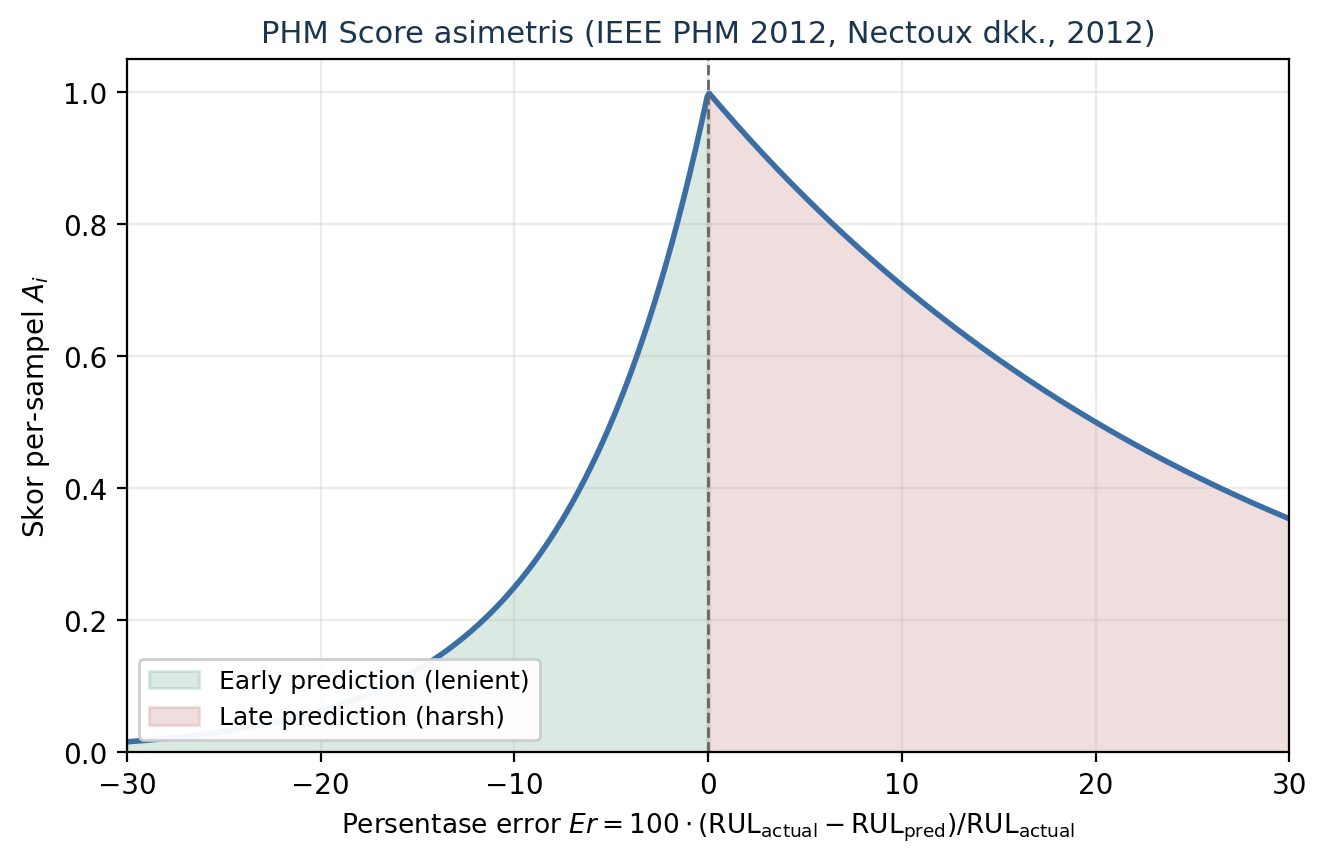 PHM Score asimetris (IEEE PHM 2012, Nectoux dkk., 2012)
Skor per-sampel A_i
1.0
0.8
0.6
0.4
0.2
0.0
Early prediction (lenient)
Late prediction (harsh)
−30 −20 −10 0 10 20 30
Persentase error Er = 100 · (RUL_actual − RUL_pred)/RUL_actual